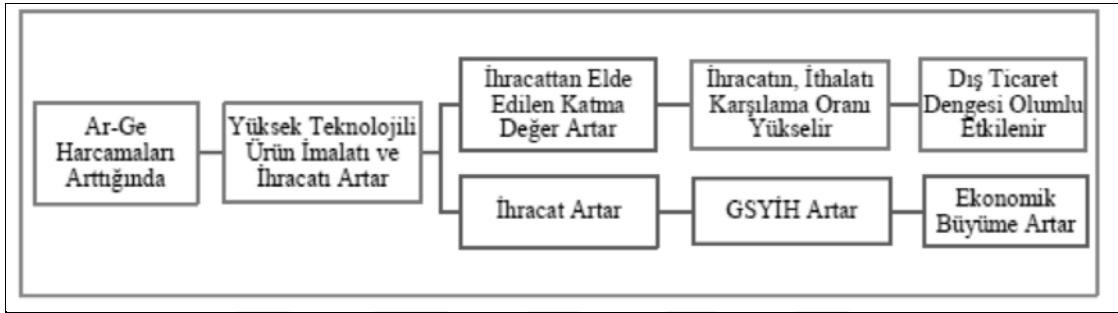 Ar-Ge
Harcamaları
Arttığında
Yüksek Teknolojili
Ürün İmalatı ve
İhracatı Artar
İhracattan Elde
Edilen Katma
Değer Artar
İhracatın, İthalatı
Karşılama Oranı
Yükselir
Dış Ticaret
Dengesi Olumlu
Etkilenir
İhracat Artar
GSYİH Artar
Ekonomik
Büyüme Artar